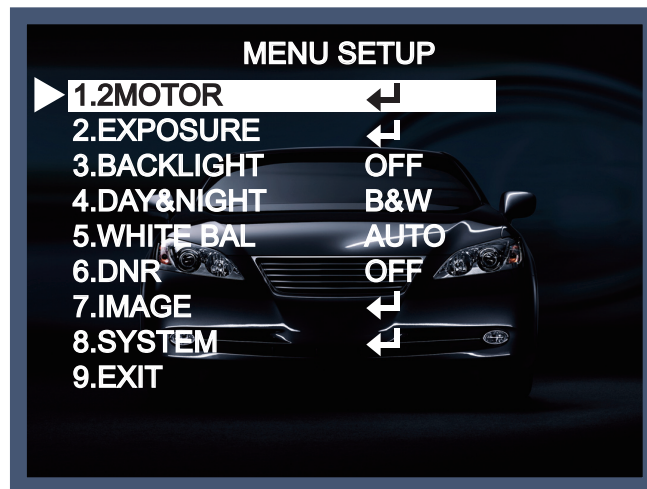 MENU SETUP
1.2MOTOR ↵
2.EXPOSURE ↵
3.BACKLIGHT OFF
4.DAY&NIGHT B&W
5.WHITE BAL AUTO
6.DNR OFF
7.IMAGE ↵
8.SYSTEM ↵
9.EXIT